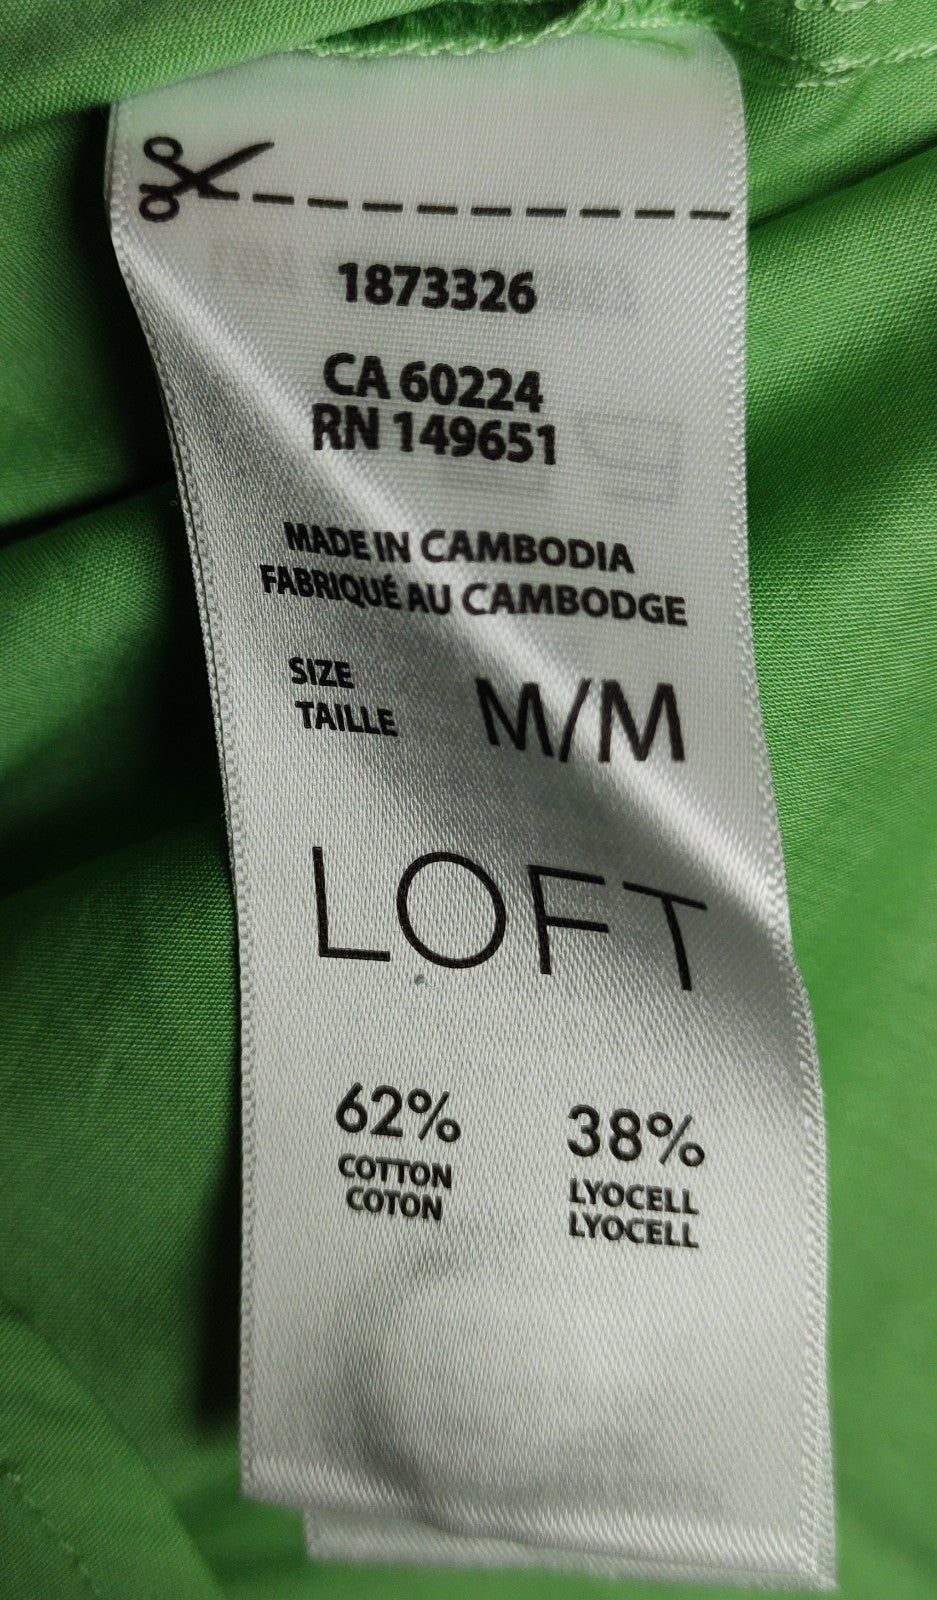 1873326
CA 60224
RN 149651
MADE IN CAMBODIA
FABRIQUÉ AU CAMBODGE
SIZE
TAILLE
M/M
LOFT
62%
COTTON
COTON
38%
LYOCELL
LYOCELL